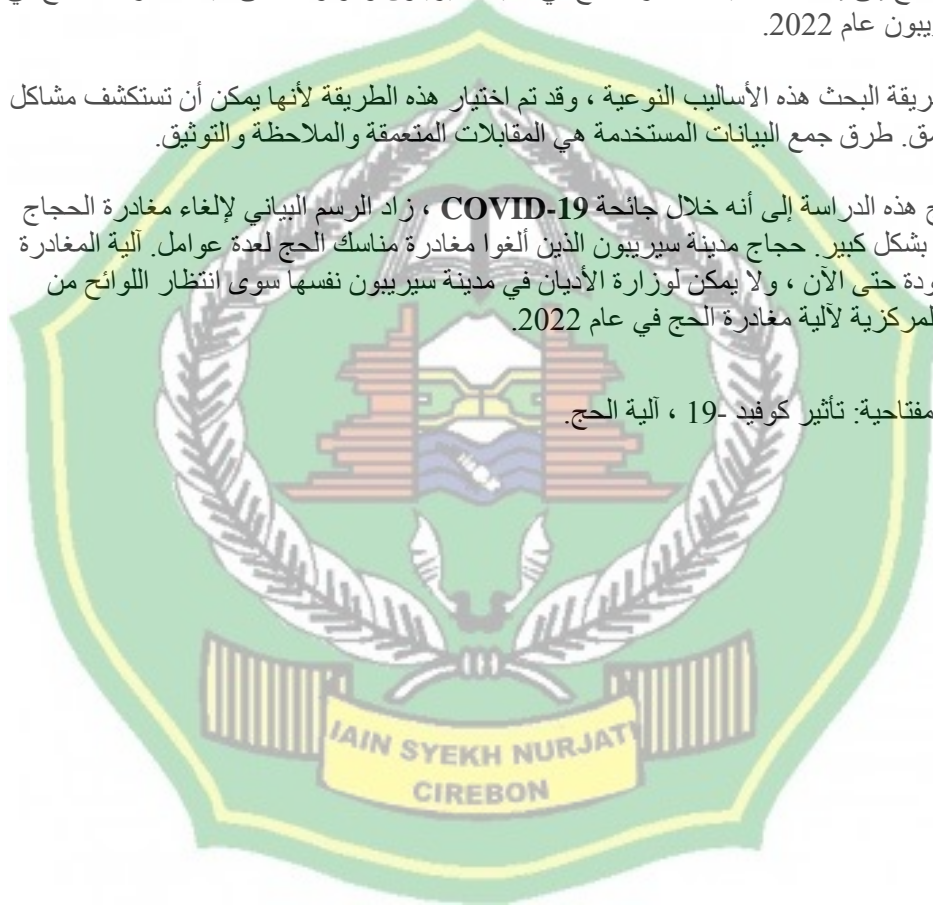 يبون عام 2022.
ريقة البحث هذه الأساليب النوعية ، وقد تم اختيار هذه الطريقة لأنها يمكن أن تستكشف مشاكل
مق. طرق جمع البيانات المستخدمة هي المقابلات المتعمقة والملاحظة والتوثيق.
ج هذه الدراسة إلى أنه خلال جائحة COVID-19 ، زاد الرسم البياني لإلغاء مغادرة الحجاج
بشكل كبير. حجاج مدينة سيريبون الذين ألغوا مغادرة مناسك الحج لعدة عوامل. آلية المغادرة
ودة حتى الآن ، ولا يمكن لوزارة الأديان في مدينة سيريبون نفسها سوى انتظار اللوائح من
لمركزية لآلية مغادرة الحج في عام 2022.
مفتاحية: تأثير كوفيد -19 ، آلية الحج.
IAIN SYEKH NURJATI
CIREBON